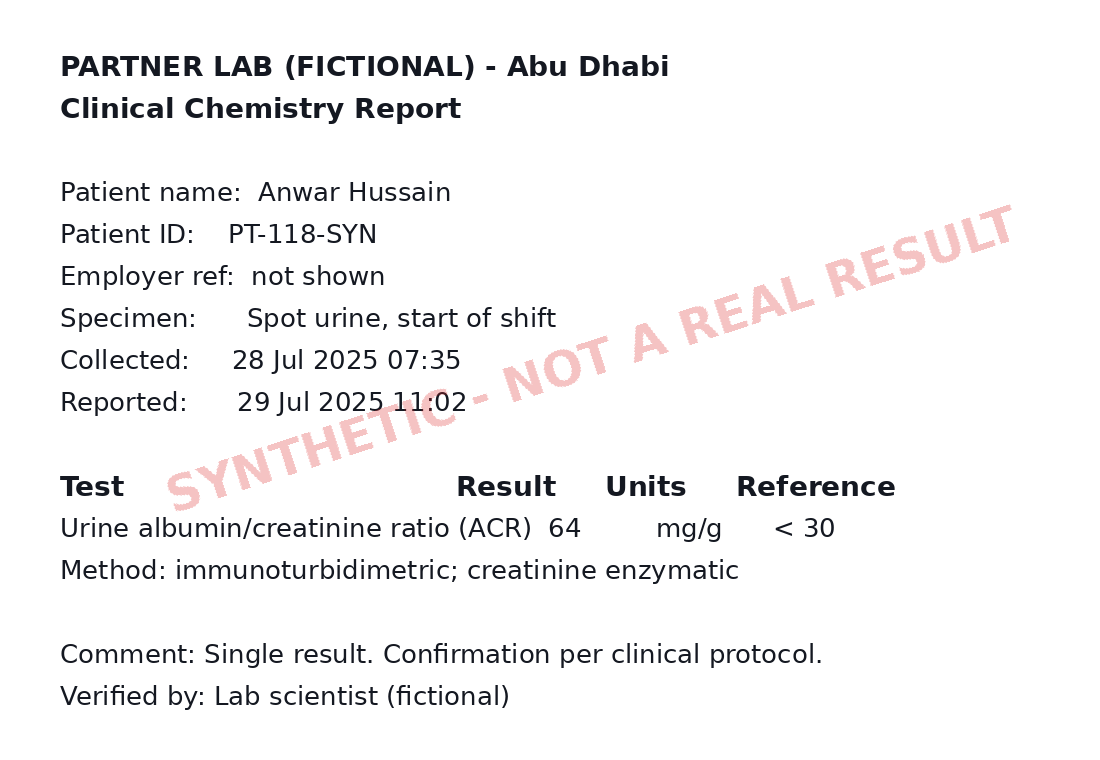 PARTNER LAB (FICTIONAL) - Abu Dhabi
Clinical Chemistry Report
Patient name: Anwar Hussain
Patient ID: PT-118-SYN
Employer ref: not shown
Specimen: Spot urine, start of shift
Collected: 28 Jul 2025 07:35
Reported: 29 Jul 2025 11:02
SYNTHETIC - NOT A REAL RESULT
Test Result Units Reference
Urine albumin/creatinine ratio (ACR) 64 mg/g < 30
Method: immunoturbidimetric; creatinine enzymatic
Comment: Single result. Confirmation per clinical protocol.
Verified by: Lab scientist (fictional)